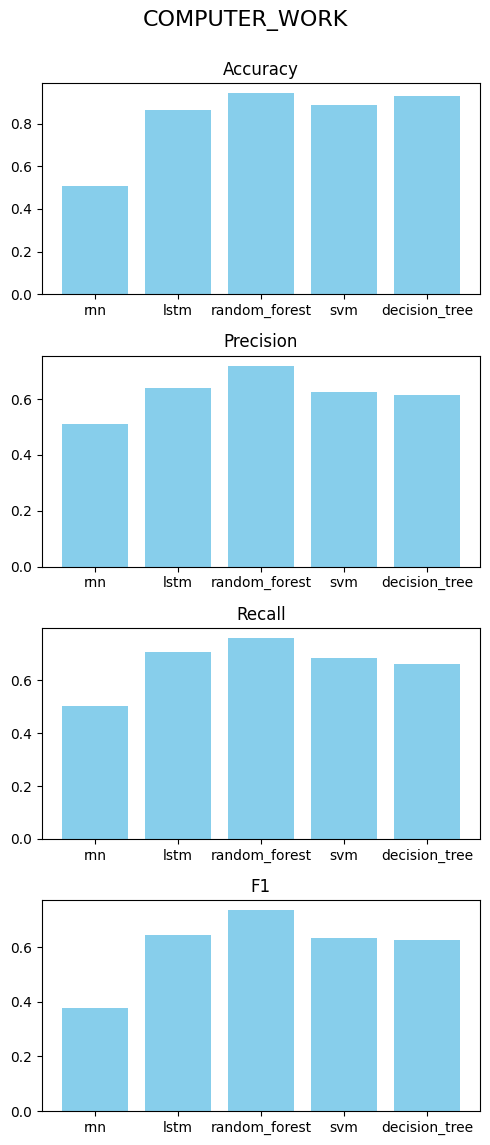 COMPUTER_WORK
Accuracy
0.8
0.6
0.4
0.2
0.0
rnn lstm random_forest svm decision_tree
Precision
0.6
0.4
0.2
0.0
rnn lstm random_forest svm decision_tree
Recall
0.6
0.4
0.2
0.0
rnn lstm random_forest svm decision_tree
F1
0.6
0.4
0.2
0.0
rnn lstm random_forest svm decision_tree